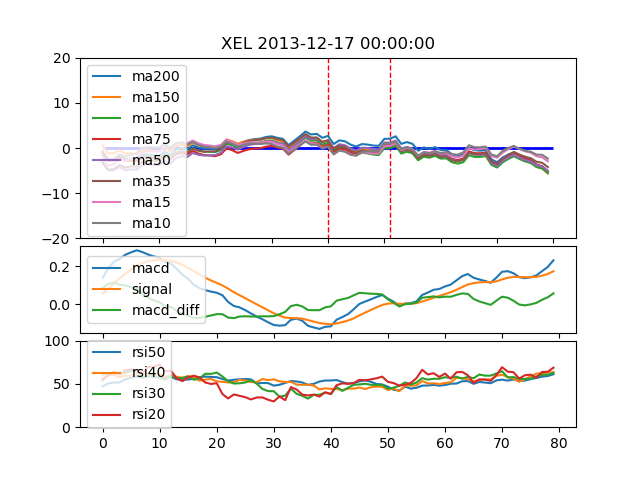 XEL 2013-12-17 00:00:00
20
10
0
−10
−20
ma200
ma150
ma100
ma75
ma50
ma35
ma15
ma10
0.2
0.0
macd
signal
macd_diff
100
50
0
rsi50
rsi40
rsi30
rsi20
0 10 20 30 40 50 60 70 80